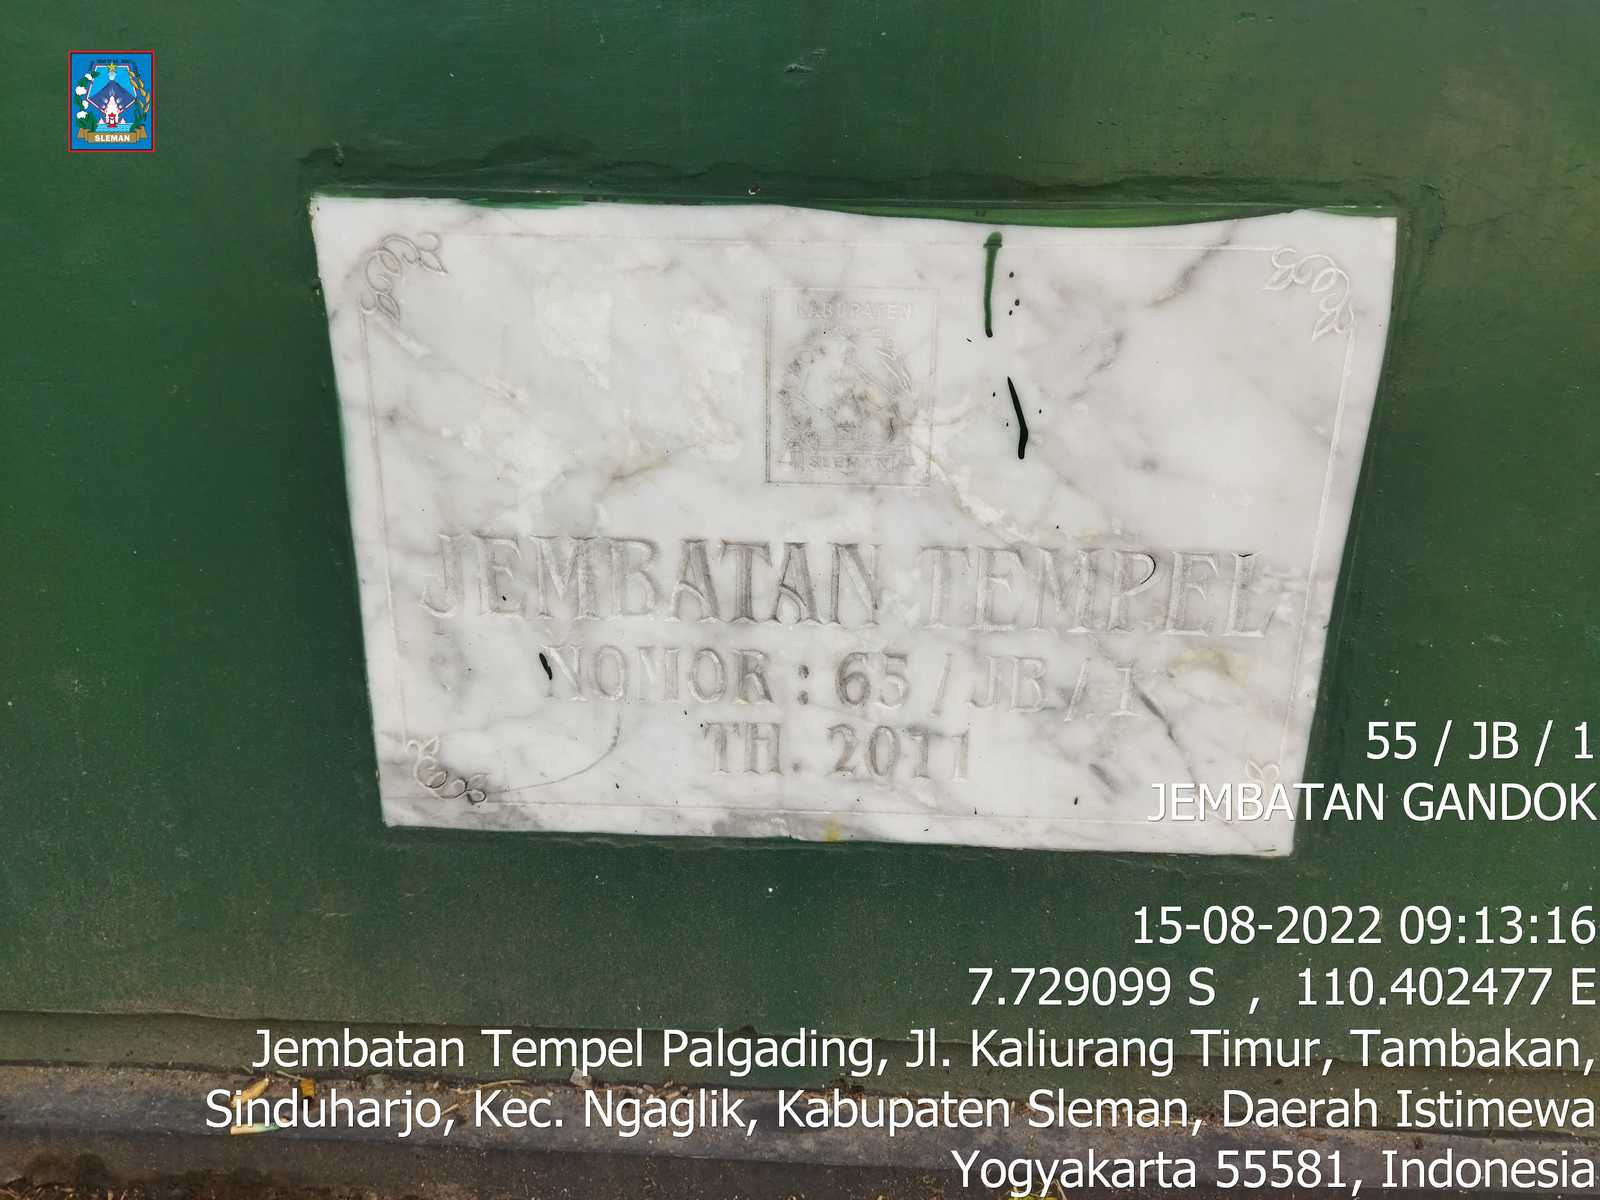 SLEMAN
KABUPATEN
SLEMAN
JEMBATAN TEMPEL
NOMOR : 65 / JB / 1
TH. 2011
55 / JB / 1
JEMBATAN GANDOK
15-08-2022 09:13:16
7.729099 S , 110.402477 E
Jembatan Tempel Palgading, Jl. Kaliurang Timur, Tambakan,
Sinduharjo, Kec. Ngaglik, Kabupaten Sleman, Daerah Istimewa
Yogyakarta 55581, Indonesia